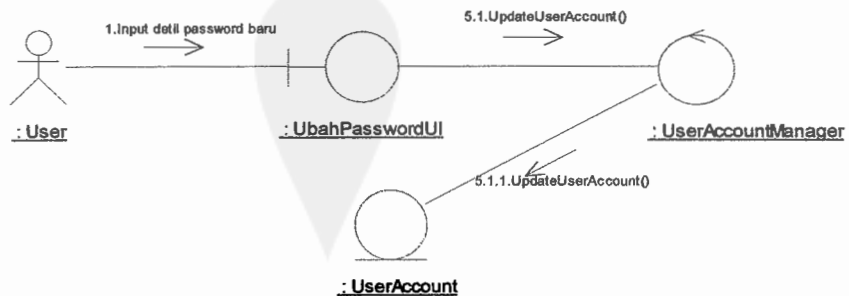 1.Input detil password baru
5.1.UpdateUserAccount()
: User
: UbahPasswordUI
: UserAccountManager
5.1.1.UpdateUserAccount()
: UserAccount